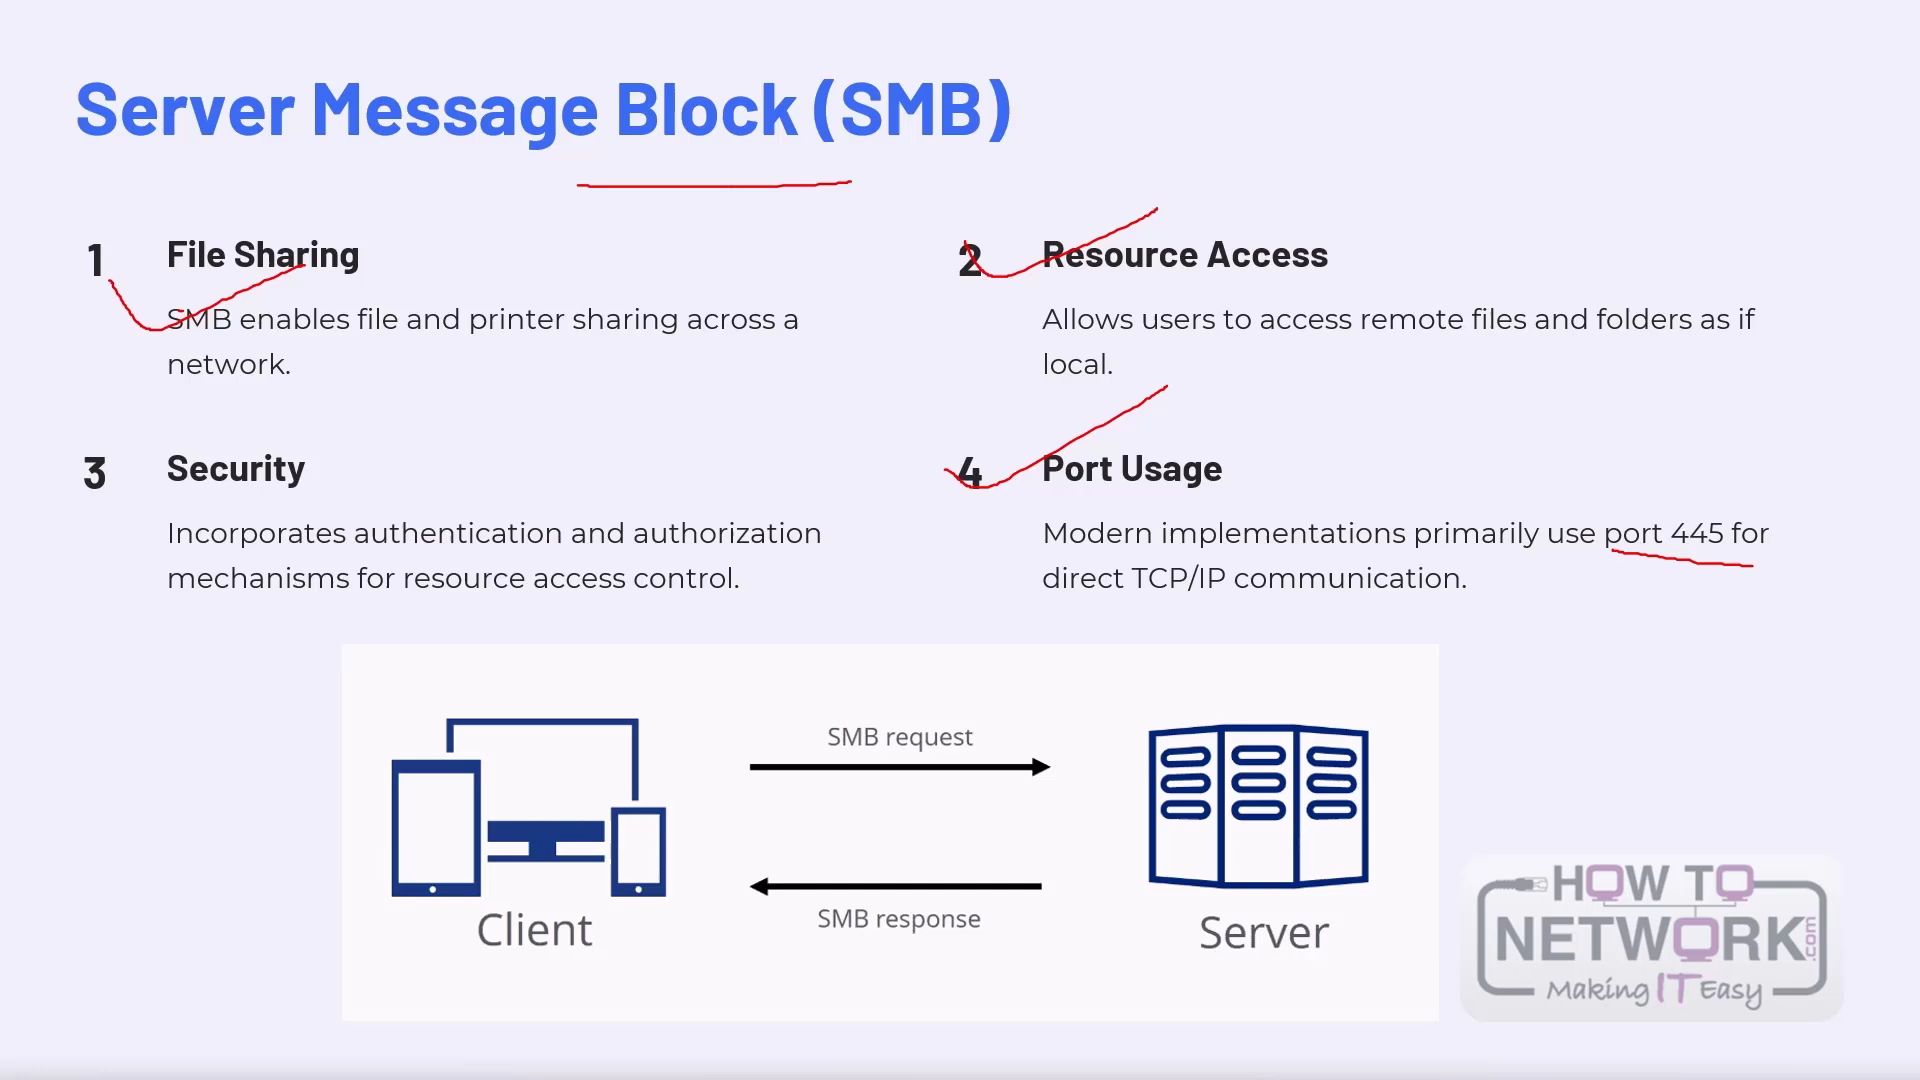 Server Message Block (SMB)
1
File Sharing
SMB enables file and printer sharing across a
network.
2
Resource Access
Allows users to access remote files and folders as if
local.
3
Security
Incorporates authentication and authorization
mechanisms for resource access control.
4
Port Usage
Modern implementations primarily use port 445 for
direct TCP/IP communication.
SMB request
SMB response
Client
Server
HOW TO
NETWORK.com
Making IT Easy